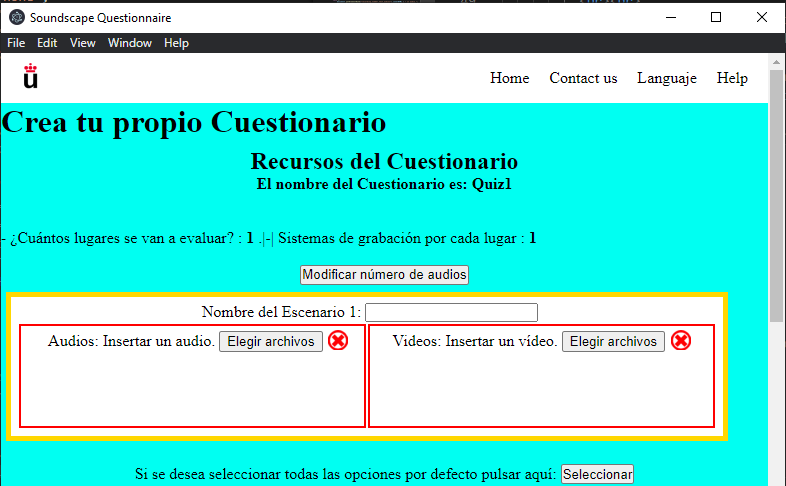 Soundscape Questionnaire
File Edit View Window Help
u
Home Contact us Languaje Help
Crea tu propio Cuestionario
Recursos del Cuestionario
El nombre del Cuestionario es: Quiz1
- ¿Cuántos lugares se van a evaluar? : 1 .|-| Sistemas de grabación por cada lugar : 1
Modificar número de audios
Nombre del Escenario 1:
Audios: Insertar un audio. Elegir archivos
Videos: Insertar un vídeo. Elegir archivos
Si se desea seleccionar todas las opciones por defecto pulsar aquí: Seleccionar